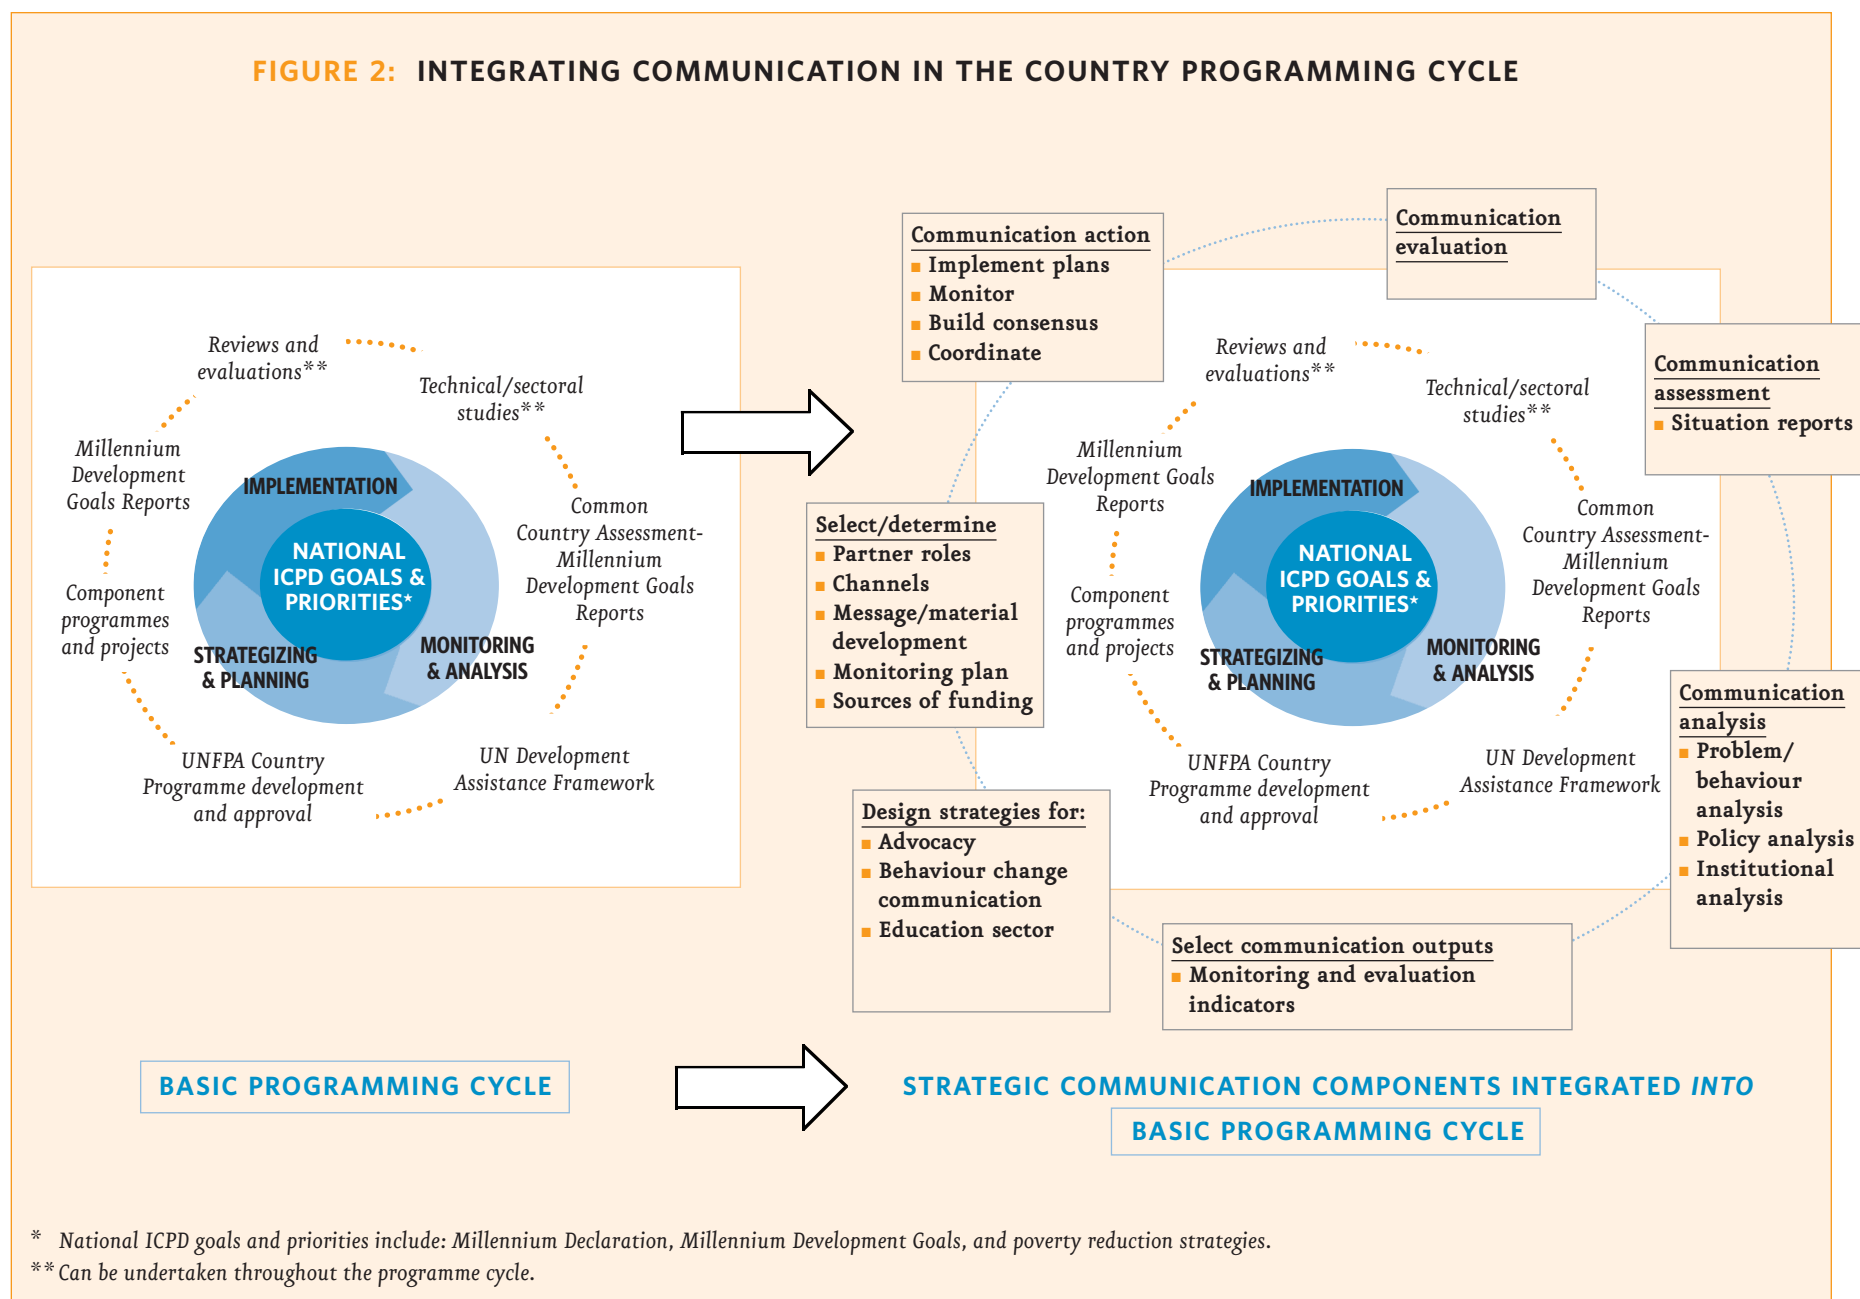 FIGURE 2: INTEGRATING COMMUNICATION IN THE COUNTRY PROGRAMMING CYCLE
Reviews and
evaluations**
Technical/sectoral
studies**
Millennium
Development
Goals Reports
Common
Country Assessment-
Millennium
Development Goals
Reports
Component
programmes
and projects
UNFPA Country
Programme development
and approval
UN Development
Assistance Framework
IMPLEMENTATION
NATIONAL
ICPD GOALS &
PRIORITIES*
STRATEGIZING
& PLANNING
MONITORING
& ANALYSIS
Communication action
Implement plans
Monitor
Build consensus
Coordinate
Communication
evaluation
Communication
assessment
Situation reports
Select/determine
Partner roles
Channels
Message/material
development
Monitoring plan
Sources of funding
Communication
analysis
Problem/
behaviour
analysis
Policy analysis
Institutional
analysis
Design strategies for:
Advocacy
Behaviour change
communication
Education sector
Select communication outputs
Monitoring and evaluation
indicators
Reviews and
evaluations**
Technical/sectoral
studies**
Millennium
Development Goals
Reports
Common
Country Assessment-
Millennium
Development Goals
Reports
Component
programmes
and projects
UNFPA Country
Programme development
and approval
UN Development
Assistance Framework
IMPLEMENTATION
NATIONAL
ICPD GOALS &
PRIORITIES*
STRATEGIZING
& PLANNING
MONITORING
& ANALYSIS
BASIC PROGRAMMING CYCLE
STRATEGIC COMMUNICATION COMPONENTS INTEGRATED INTO
BASIC PROGRAMMING CYCLE
* National ICPD goals and priorities include: Millennium Declaration, Millennium Development Goals, and poverty reduction strategies.
** Can be undertaken throughout the programme cycle.